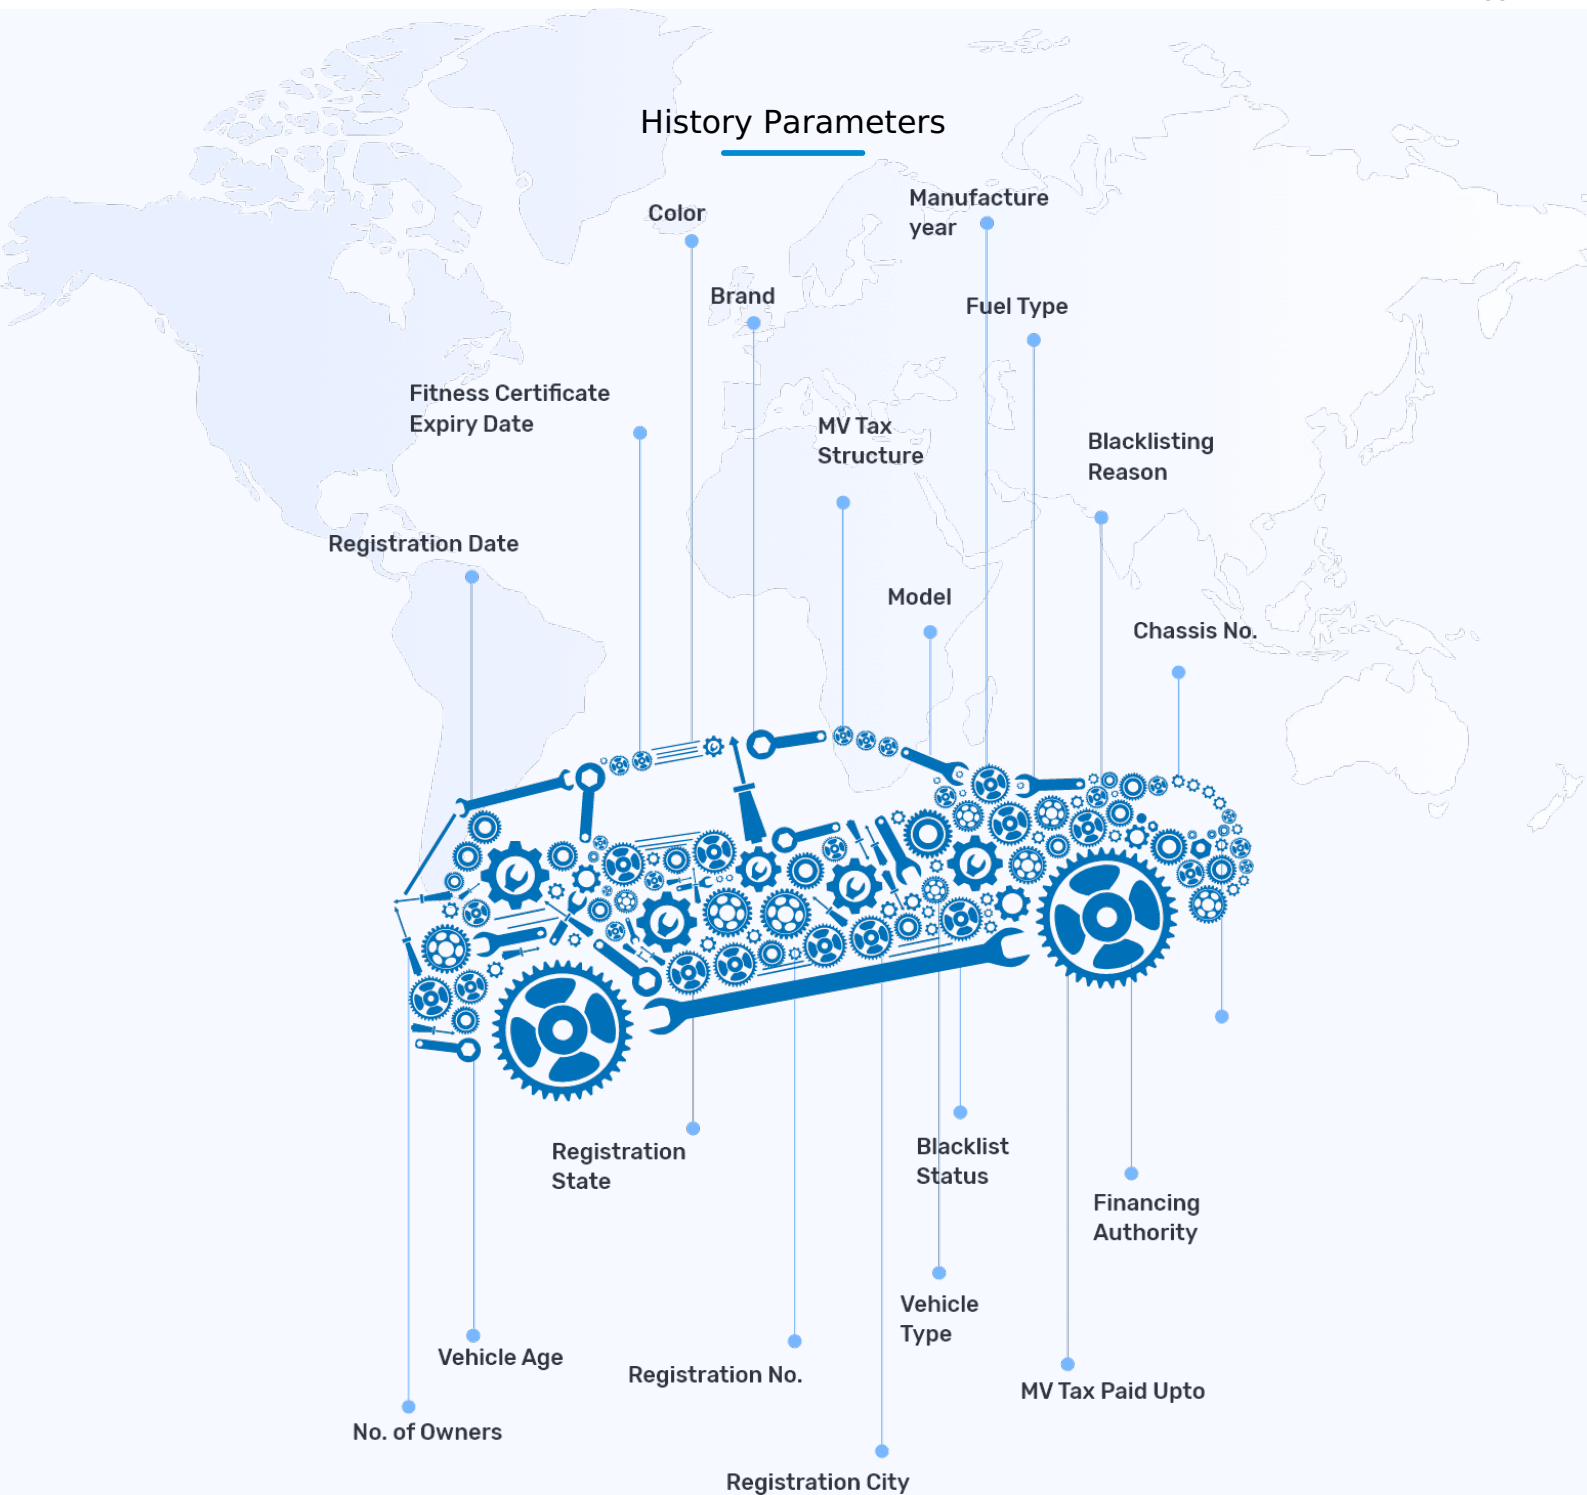 History Parameters
Manufacture
year
Color
Brand
Fuel Type
Fitness Certificate
Expiry Date
MV Tax
Structure
Blacklisting
Reason
Registration Date
Model
Chassis No.
Registration
State
Blacklist
Status
Financing
Authority
Vehicle
Type
Vehicle Age
Registration No.
MV Tax Paid Upto
No. of Owners
Registration City